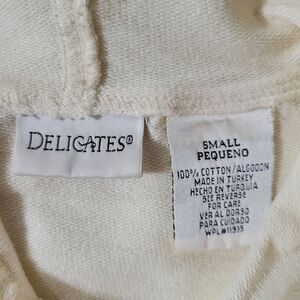 DELICATES®
SMALL
PEQUENO
100% COTTON/ALGODON
MADE IN TURKEY
HECHO EN TURQUIA
SEE REVERSE
FOR CARE
VER AL DORSO
PARA CUIDADO
WPL#11935